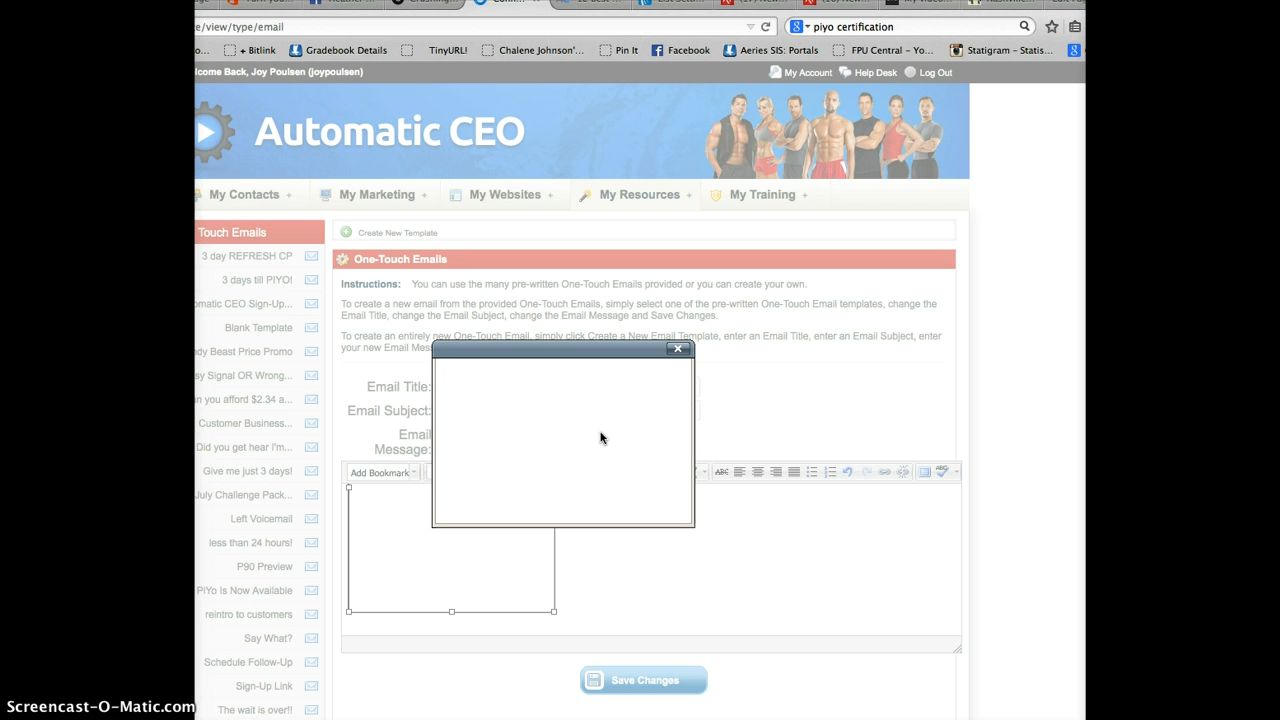 e/view/type/email
piyo certification
+ Bitlink
Gradebook Details
TinyURL!
Chalene Johnson'...
Pin It
Facebook
Aeries SIS: Portals
FPU Central - Yo...
Statigram – Statis...
lcome Back, Joy Poulsen (joypoulsen)
My Account
Help Desk
Log Out
Automatic CEO
My Contacts +
My Marketing +
My Websites +
My Resources +
My Training +
Touch Emails
3 day REFRESH CP
3 days till PIYO!
omatic CEO Sign-Up...
Blank Template
dy Beast Price Promo
sy Signal OR Wrong...
n you afford $2.34 a...
Customer Business...
Did you get hear I'm...
Give me just 3 days!
July Challenge Pack...
Left Voicemail
less than 24 hours!
P90 Preview
PiYo Is Now Available
reintro to customers
Say What?
Schedule Follow-Up
Sign-Up Link
The wait is over!!
Create New Template
One-Touch Emails
Instructions: You can use the many pre-written One-Touch Emails provided or you can create your own.
To create a new email from the provided One-Touch Emails, simply select one of the pre-written One-Touch Email templates, change the
Email Title, change the Email Subject, change the Email Message and Save Changes.
To create an entirely new One-Touch Email, simply click Create a New Email Template, enter an Email Title, enter an Email Subject, enter
your new Email Mess
Email Title:
Email Subject:
Email
Message:
Add Bookmark
ABC
ABC
Save Changes
Screencast-O-Matic.com